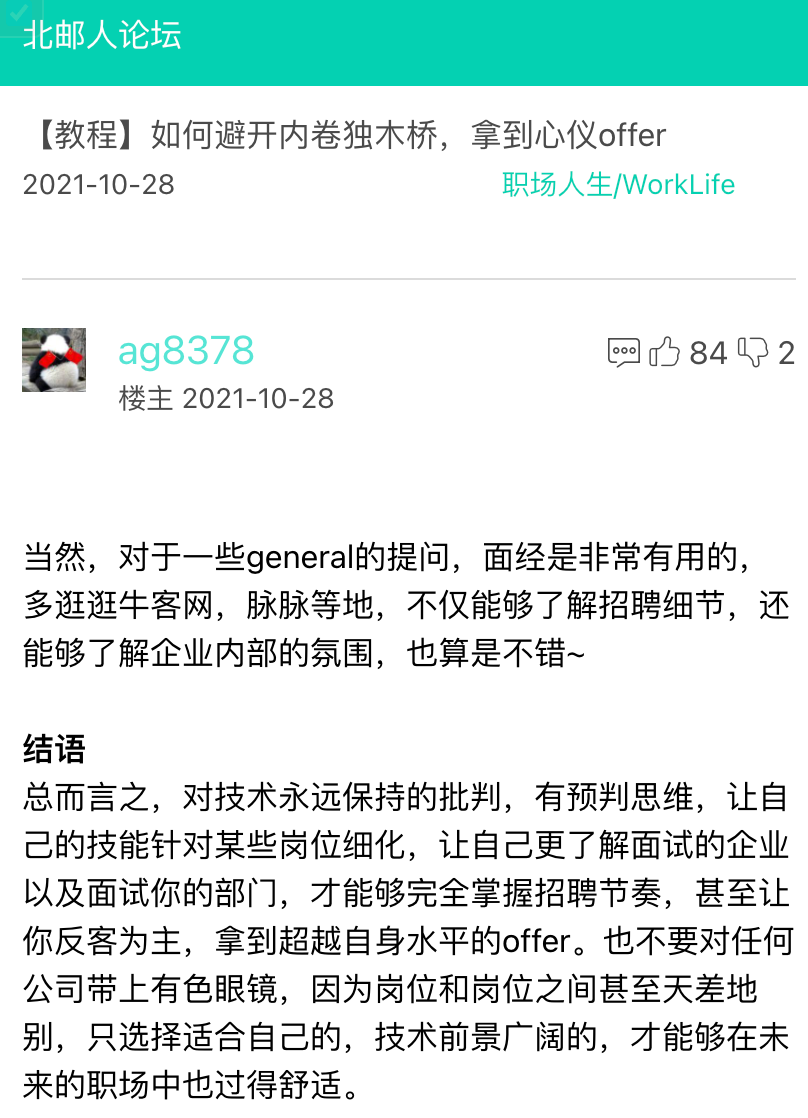 北邮人论坛
【教程】如何避开内卷独木桥，拿到心仪offer
2021-10-28 职场人生/WorkLife
ag8378 84 2
楼主 2021-10-28
当然，对于一些general的提问，面经是非常有用的，
多逛逛牛客网，脉脉等地，不仅能够了解招聘细节，还
能够了解企业内部的氛围，也算是不错~
结语
总而言之，对技术永远保持的批判，有预判思维，让自
己的技能针对某些岗位细化，让自己更了解面试的企业
以及面试你的部门，才能够完全掌握招聘节奏，甚至让
你反客为主，拿到超越自身水平的offer。也不要对任何
公司带上有色眼镜，因为岗位和岗位之间甚至天差地
别，只选择适合自己的，技术前景广阔的，才能够在未
来的职场中也过得舒适。